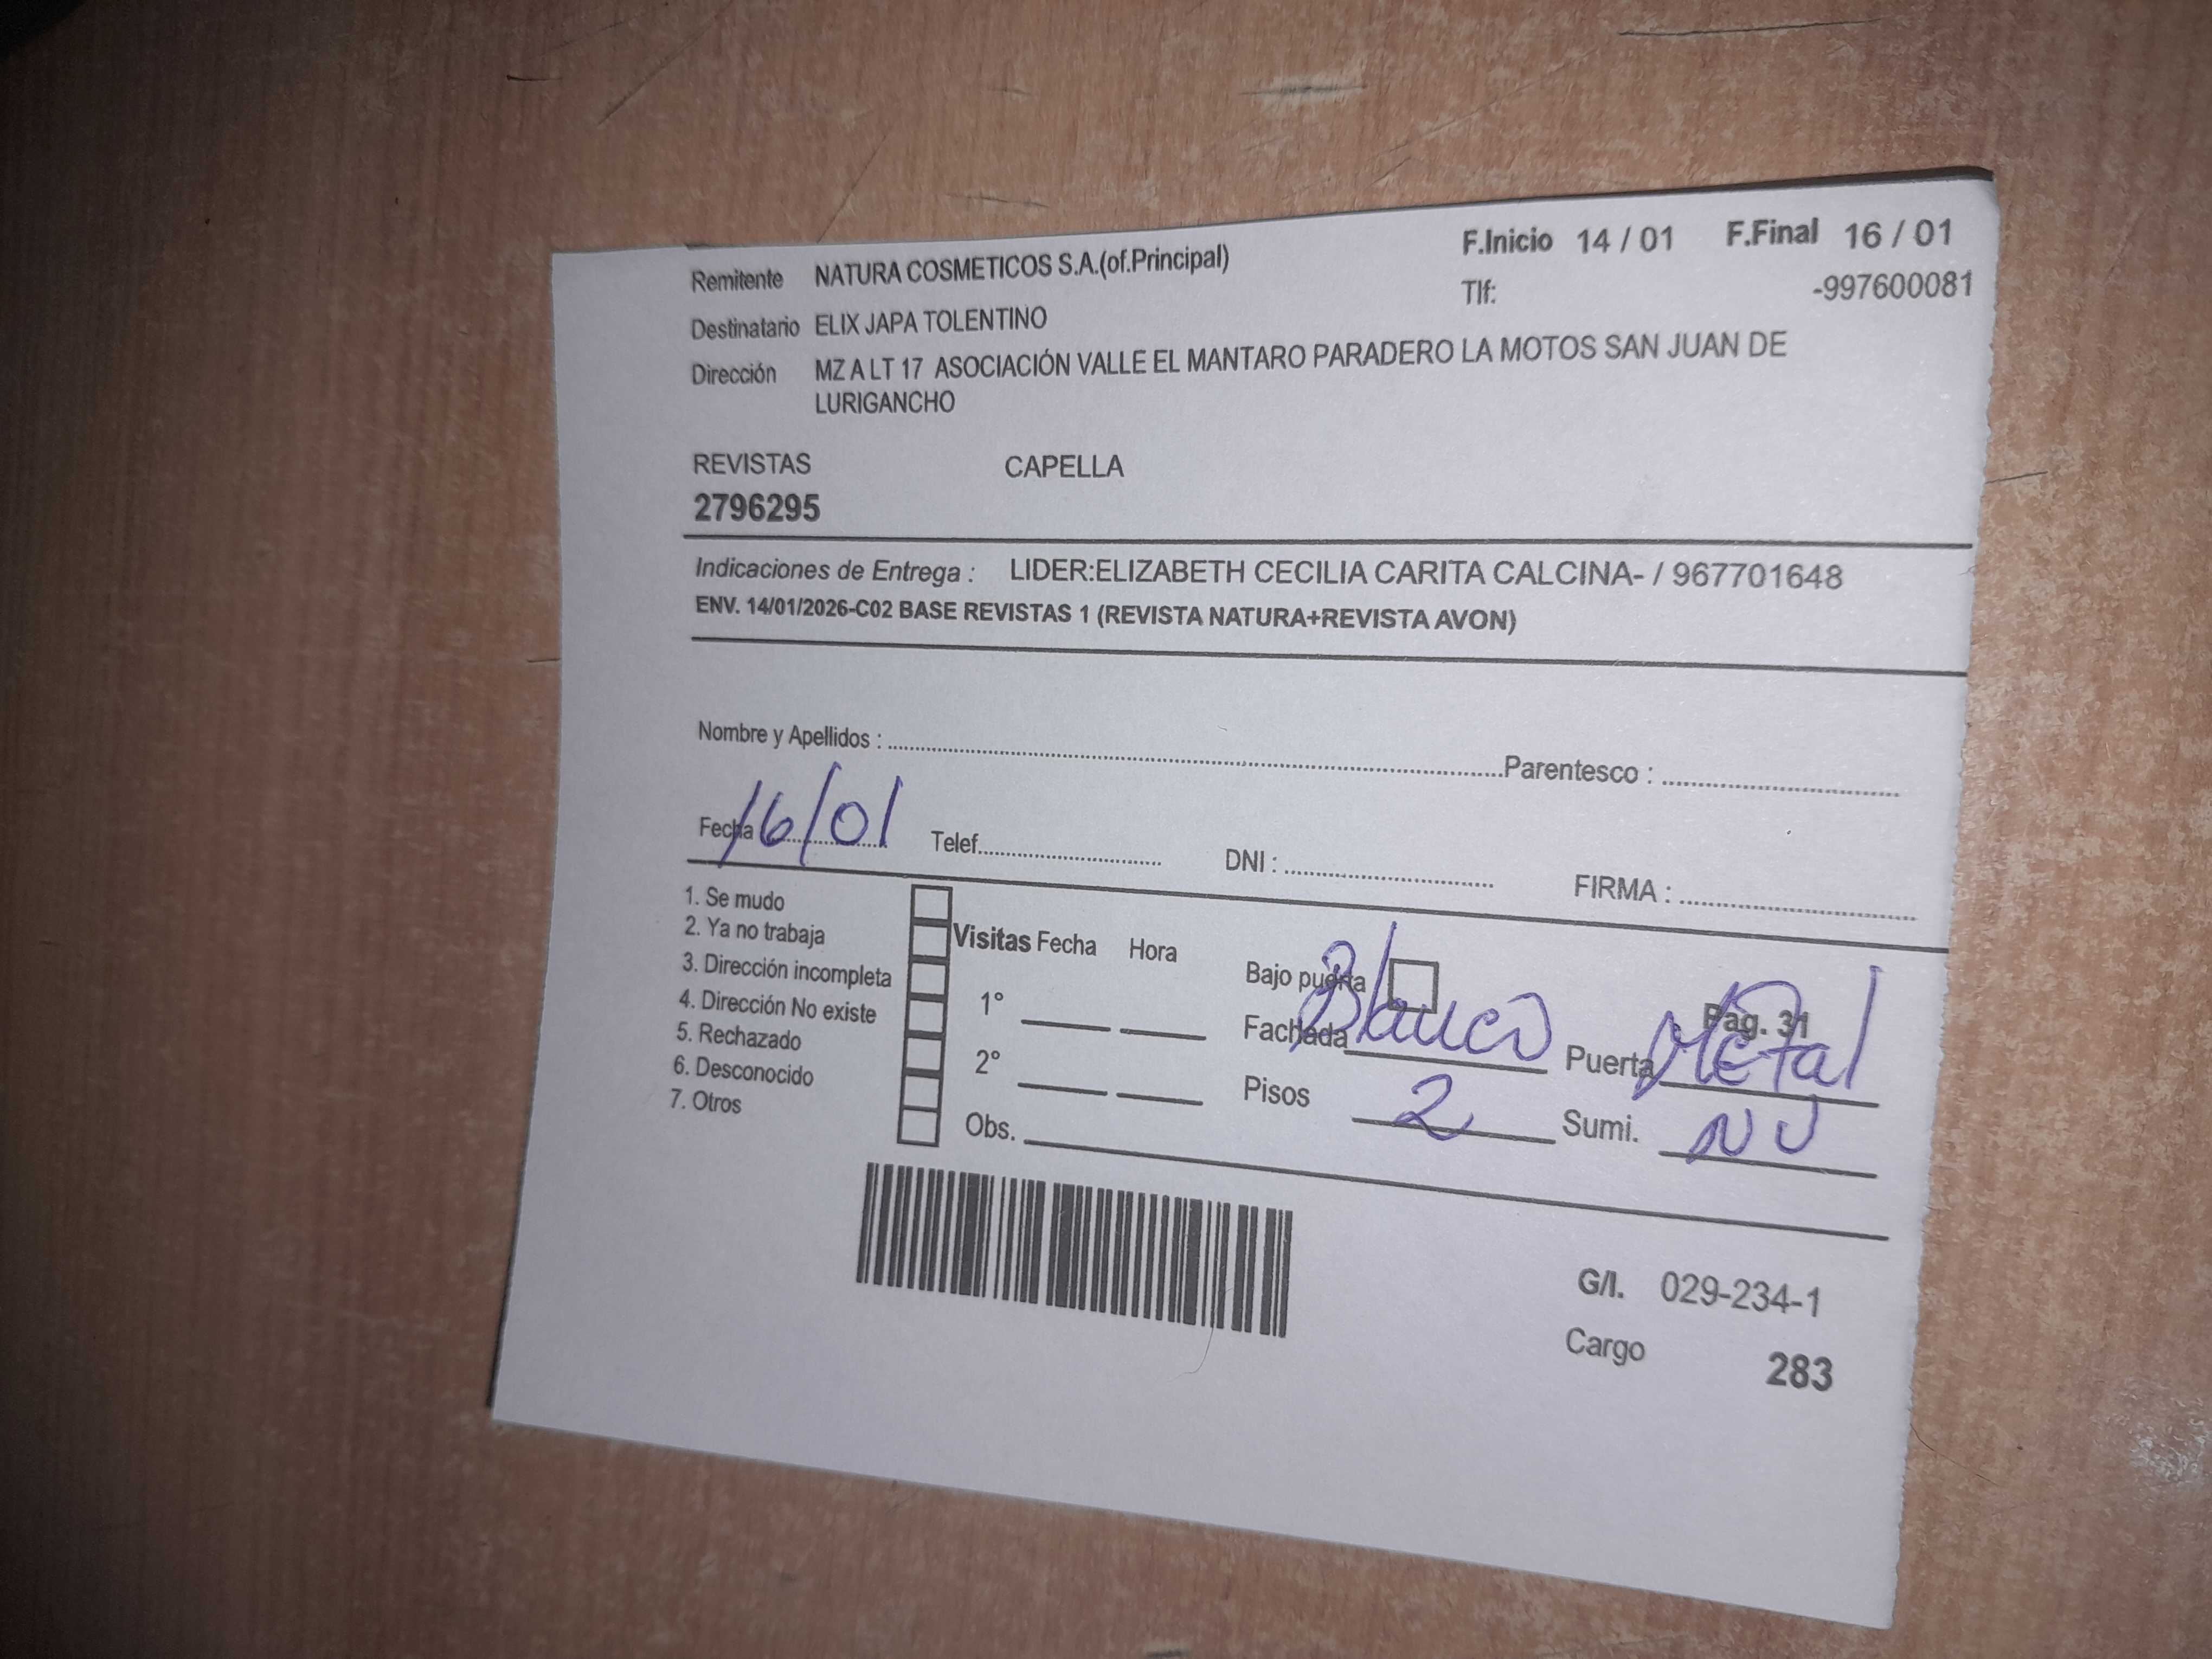 Remitente NATURA COSMETICOS S.A.(of.Principal) F.Inicio 14 / 01 F.Final 16 / 01
Tlf: -997600081
Destinatario ELIX JAPA TOLENTINO
Dirección MZ A LT 17 ASOCIACIÓN VALLE EL MANTARO PARADERO LA MOTOS SAN JUAN DE
LURIGANCHO
REVISTAS CAPELLA
2796295
Indicaciones de Entrega : LIDER:ELIZABETH CECILIA CARITA CALCINA- / 967701648
ENV. 14/01/2026-C02 BASE REVISTAS 1 (REVISTA NATURA+REVISTA AVON)
Nombre y Apellidos : Parentesco :
Fecha 16/01 Telef. DNI : FIRMA :
1. Se mudo
2. Ya no trabaja
3. Dirección incompleta
4. Dirección No existe
5. Rechazado
6. Desconocido
7. Otros
Visitas Fecha Hora
1°
2°
Obs.
Bajo puerta
Pag. 31
Fachada Blanco Puerta Metal
Pisos 2 Sumi. NJ
G/I. 029-234-1
Cargo 283